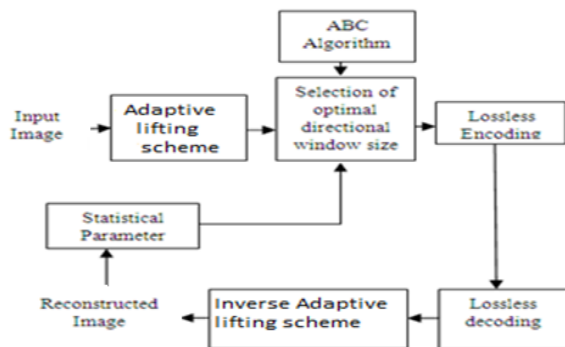 ABC
Algorithm
Input
Image
Adaptive
lifting
scheme
Selection of
optimal
directional
window size
Lossless
Encoding
Statistical
Parameter
Reconstructed
Image
Inverse Adaptive
lifting scheme
Lossless
decoding